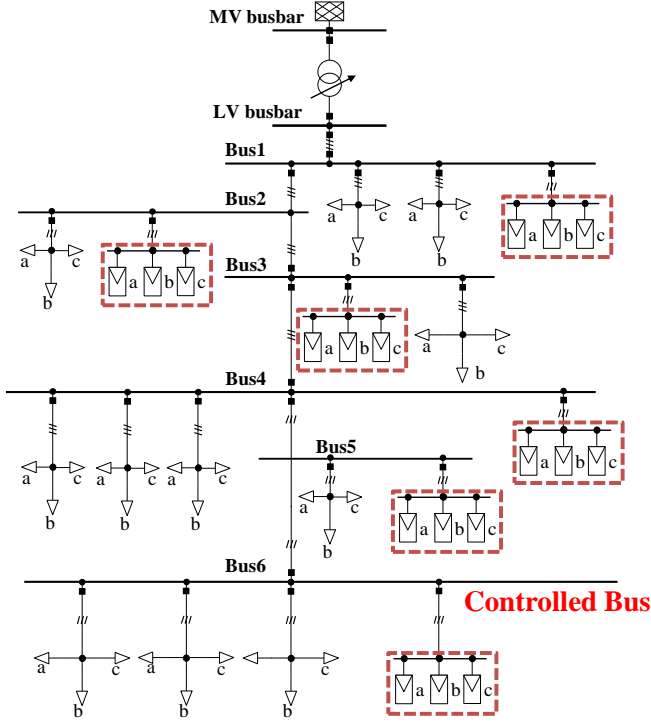 MV busbar
LV busbar
Bus1
Bus2
a c a c a b c
b b
a c a b c
b
Bus3
a b c a c
b
Bus4
a c a c a c a b c
b b b
Bus5
a c a b c
b
Bus6
Controlled Bus
a c a c c a b c
b b b